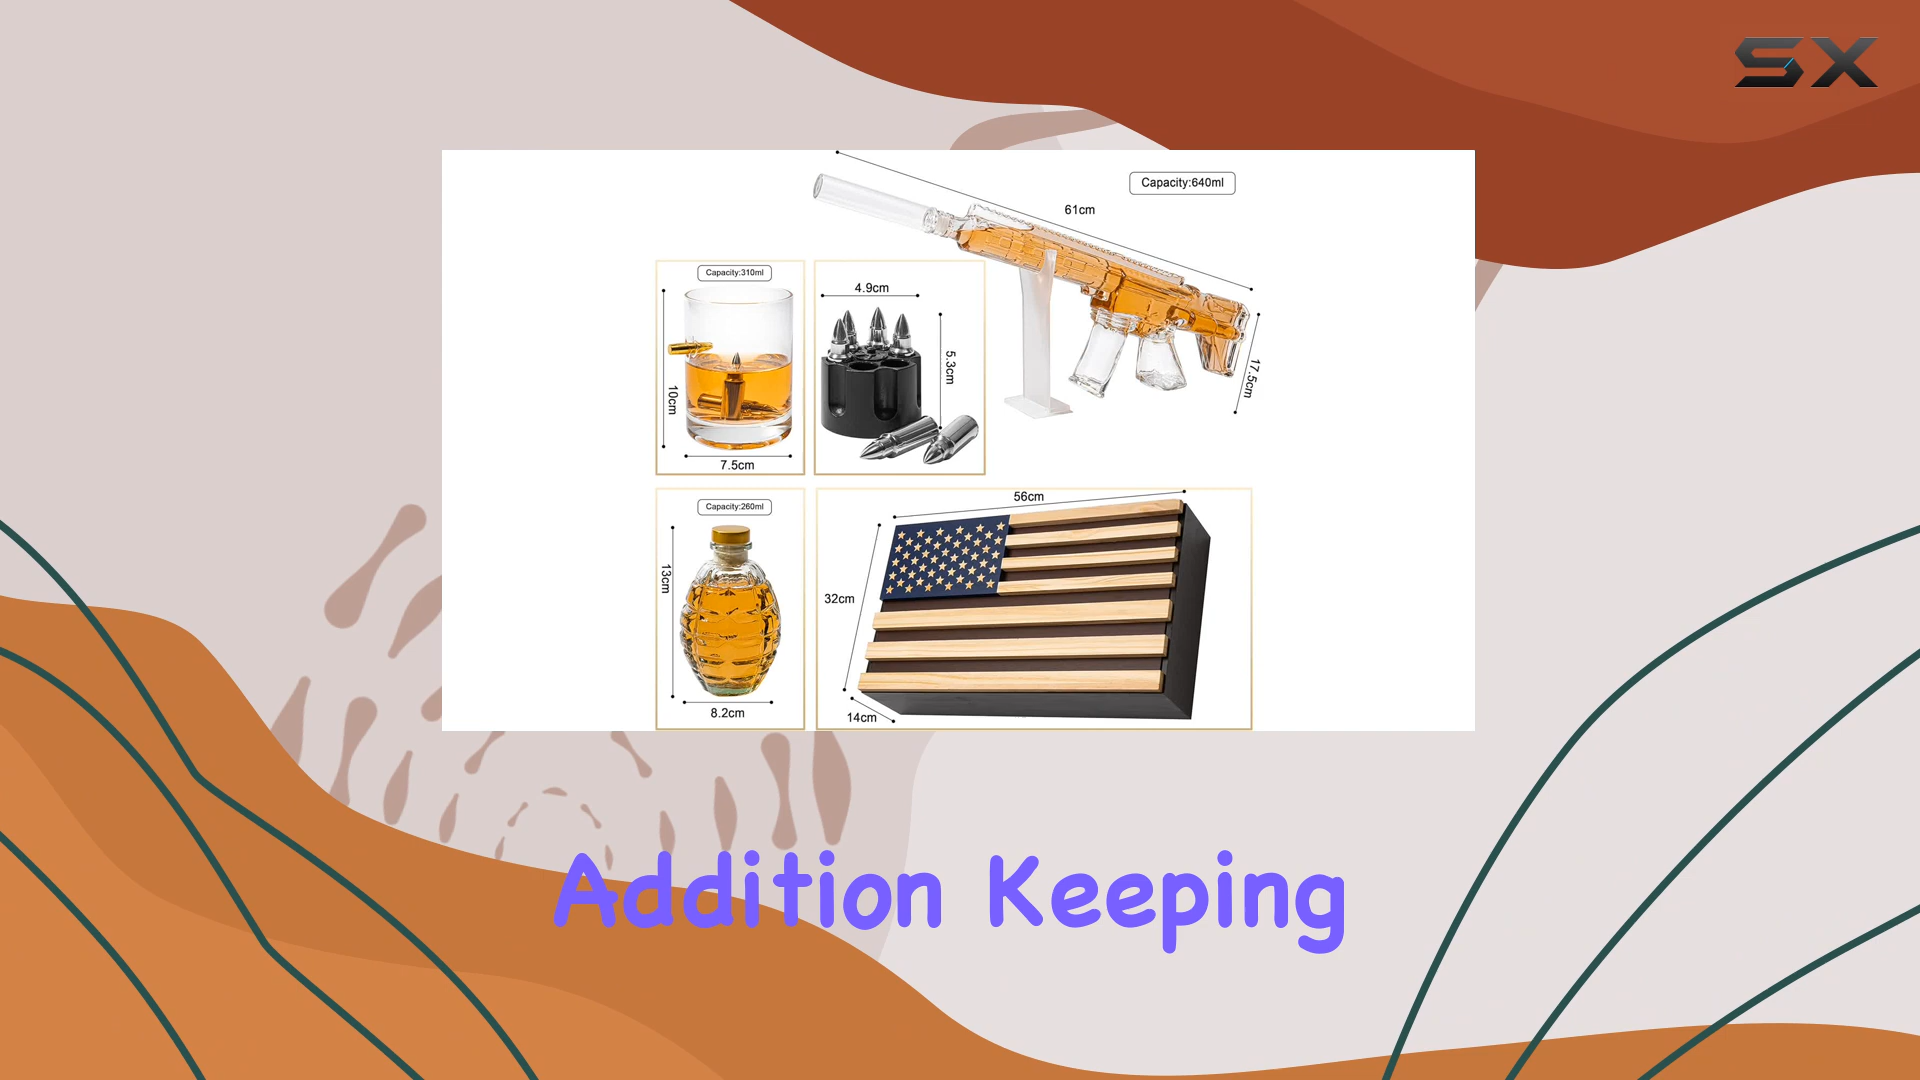 SX
Capacity:640ml
61cm
17.5cm
Capacity:310ml
10cm
7.5cm
4.9cm
5.3cm
Capacity:260ml
13cm
8.2cm
56cm
32cm
14cm
Addition Keeping